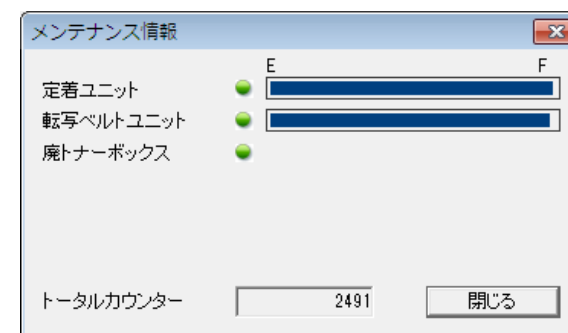 メンテナンス情報
E F
定着ユニット
転写ベルトユニット
廃トナーボックス
トータルカウンター 2491 閉じる